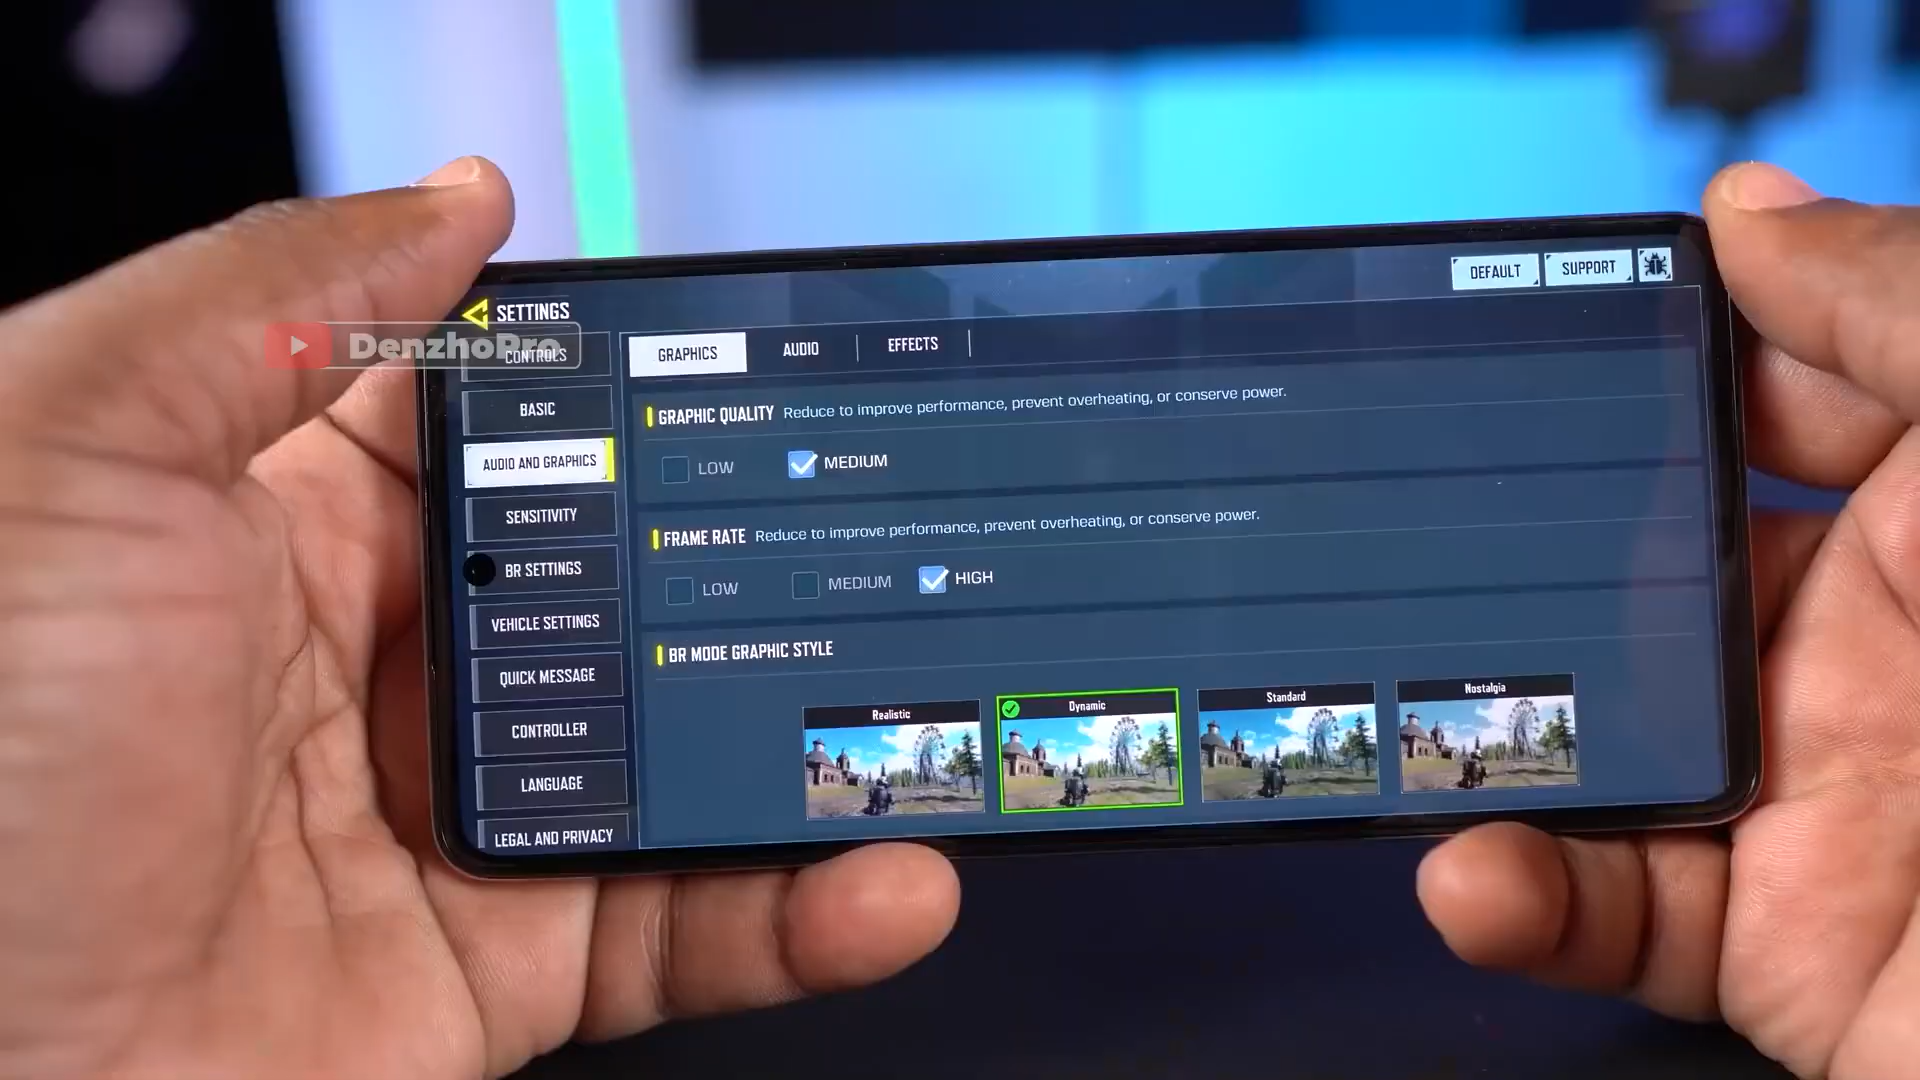 SETTINGS
DEFAULT
SUPPORT
DenzhoPro
CONTROLS
BASIC
AUDIO AND GRAPHICS
SENSITIVITY
BR SETTINGS
VEHICLE SETTINGS
QUICK MESSAGE
CONTROLLER
LANGUAGE
LEGAL AND PRIVACY
GRAPHICS
AUDIO
EFFECTS
GRAPHIC QUALITY Reduce to improve performance, prevent overheating, or conserve power.
LOW
MEDIUM
FRAME RATE Reduce to improve performance, prevent overheating, or conserve power.
LOW
MEDIUM
HIGH
BR MODE GRAPHIC STYLE
Realistic
Dynamic
Standard
Nostalgia